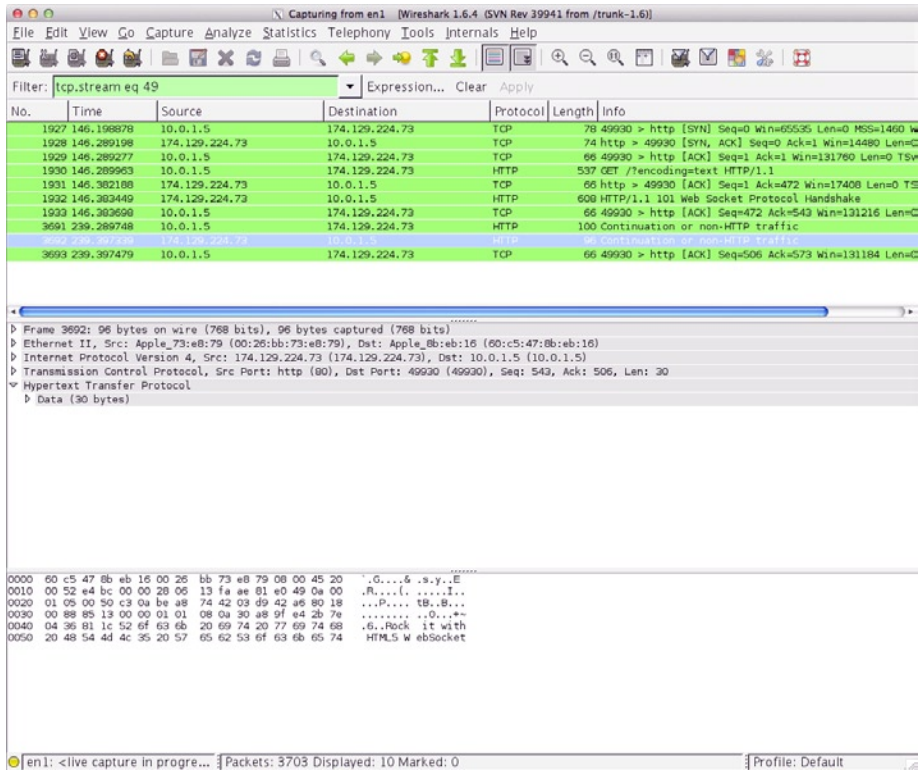 Capturing from en1 [Wireshark 1.6.4 (SVN Rev 39941 from /trunk-1.6)]
File Edit View Go Capture Analyze Statistics Telephony Tools Internals Help
Filter: tcp.stream eq 49 Expression... Clear Apply
No. Time Source Destination Protocol Length Info
1927 146.198878 10.0.1.5 174.129.224.73 TCP 78 49930 > http [SYN] Seq=0 Win=65535 Len=0 MSS=1460 W
1928 146.289198 174.129.224.73 10.0.1.5 TCP 74 http > 49930 [SYN, ACK] Seq=0 Ack=1 Win=14480 Len=0
1929 146.289277 10.0.1.5 174.129.224.73 TCP 66 49930 > http [ACK] Seq=1 Ack=1 Win=131760 Len=0 TSv
1930 146.289963 10.0.1.5 174.129.224.73 HTTP 537 GET /?encoding=text HTTP/1.1
1931 146.382188 174.129.224.73 10.0.1.5 TCP 66 http > 49930 [ACK] Seq=1 Ack=472 Win=17408 Len=0 TS
1932 146.383449 174.129.224.73 10.0.1.5 HTTP 608 HTTP/1.1 101 Web Socket Protocol Handshake
1933 146.383698 10.0.1.5 174.129.224.73 TCP 66 49930 > http [ACK] Seq=472 Ack=543 Win=131216 Len=0
3691 239.289748 10.0.1.5 174.129.224.73 HTTP 100 Continuation or non-HTTP traffic
3692 239.397339 174.129.224.73 10.0.1.5 HTTP 96 Continuation or non-HTTP traffic
3693 239.397479 10.0.1.5 174.129.224.73 TCP 66 49930 > http [ACK] Seq=506 Ack=573 Win=131184 Len=0
Frame 3692: 96 bytes on wire (768 bits), 96 bytes captured (768 bits)
Ethernet II, Src: Apple_73:e8:79 (00:26:bb:73:e8:79), Dst: Apple_8b:eb:16 (60:c5:47:8b:eb:16)
Internet Protocol Version 4, Src: 174.129.224.73 (174.129.224.73), Dst: 10.0.1.5 (10.0.1.5)
Transmission Control Protocol, Src Port: http (80), Dst Port: 49930 (49930), Seq: 543, Ack: 506, Len: 30
Hypertext Transfer Protocol
Data (30 bytes)
0000 60 c5 47 8b eb 16 00 26 bb 73 e8 79 08 00 45 20 `.G....& .s.y..E
0010 00 52 e4 bc 00 00 28 06 13 fa ae 81 e0 49 0a 00 .R....(. .....I..
0020 01 05 00 50 c3 0a be a8 74 42 03 d9 42 a6 80 18 ...P.... tB..B...
0030 00 88 85 13 00 00 01 01 08 0a 30 a8 9f e4 2b 7e ........ ..0...+~
0040 04 36 81 1c 52 6f 63 6b 20 69 74 20 77 69 74 68 .6..Rock it with
0050 20 48 54 4d 4c 35 20 57 65 62 53 6f 63 6b 65 74 HTML5 W ebSocket
en1: <live capture in progre... Packets: 3703 Displayed: 10 Marked: 0 Profile: Default